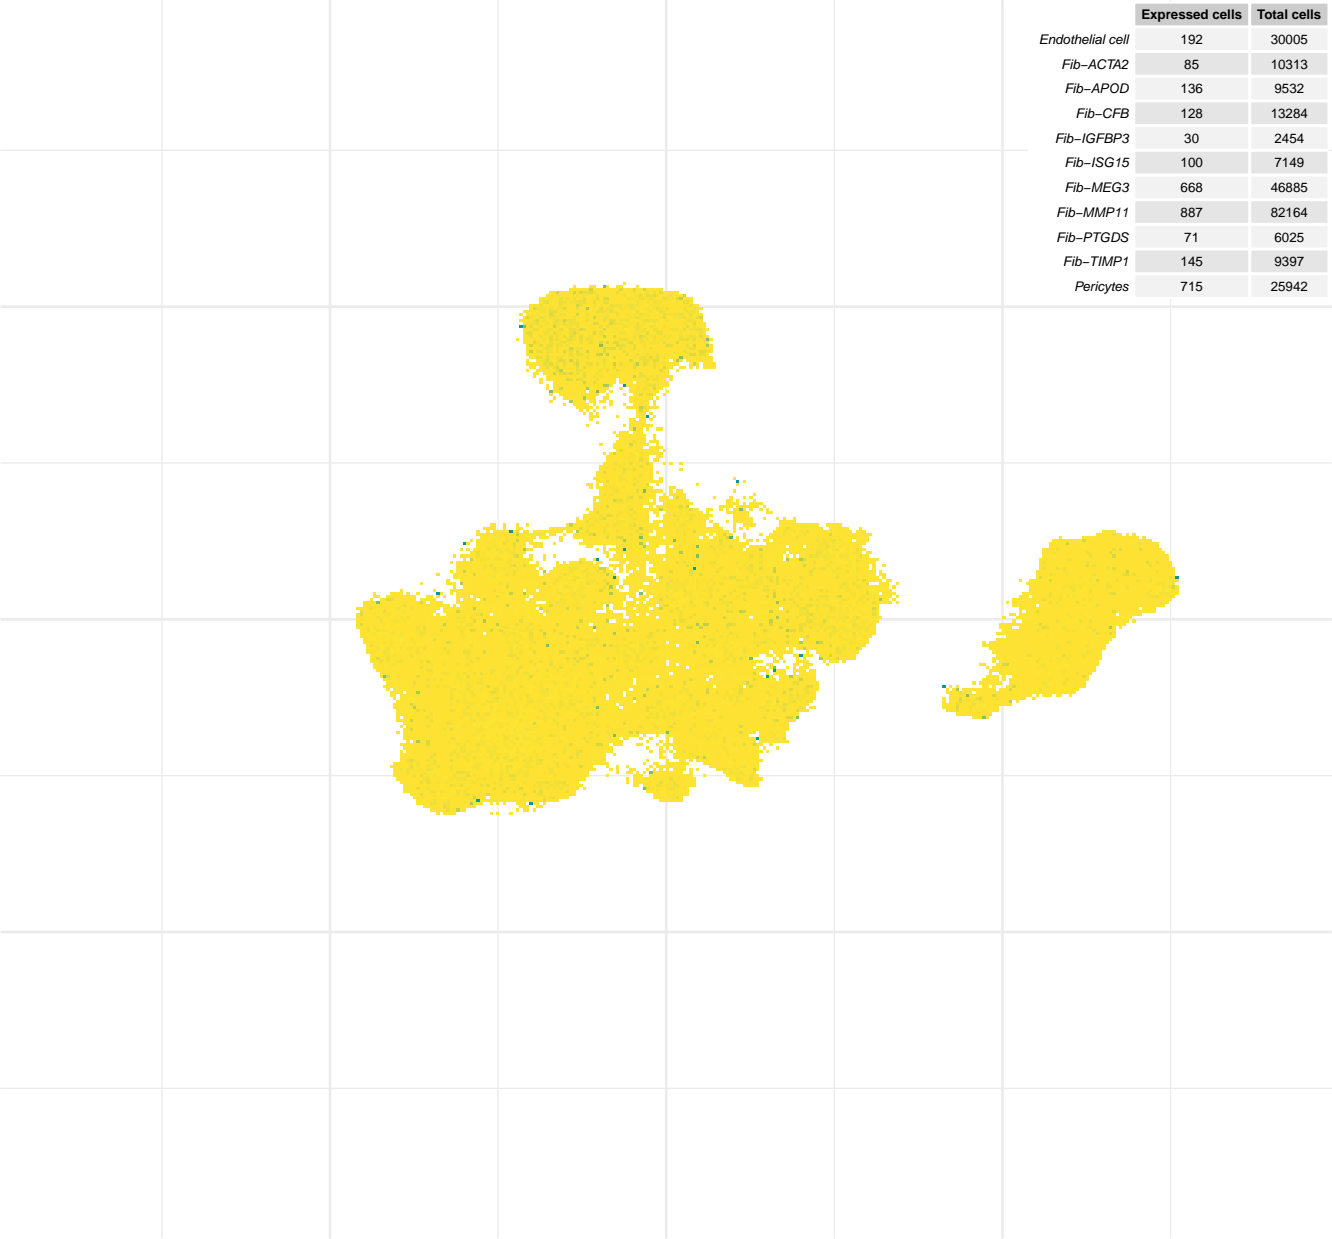 Expressed cells Total cells
Endothelial cell 192 30005
Fib−ACTA2 85 10313
Fib−APOD 136 9532
Fib−CFB 128 13284
Fib−IGFBP3 30 2454
Fib−ISG15 100 7149
Fib−MEG3 668 46885
Fib−MMP11 887 82164
Fib−PTGDS 71 6025
Fib−TIMP1 145 9397
Pericytes 715 25942